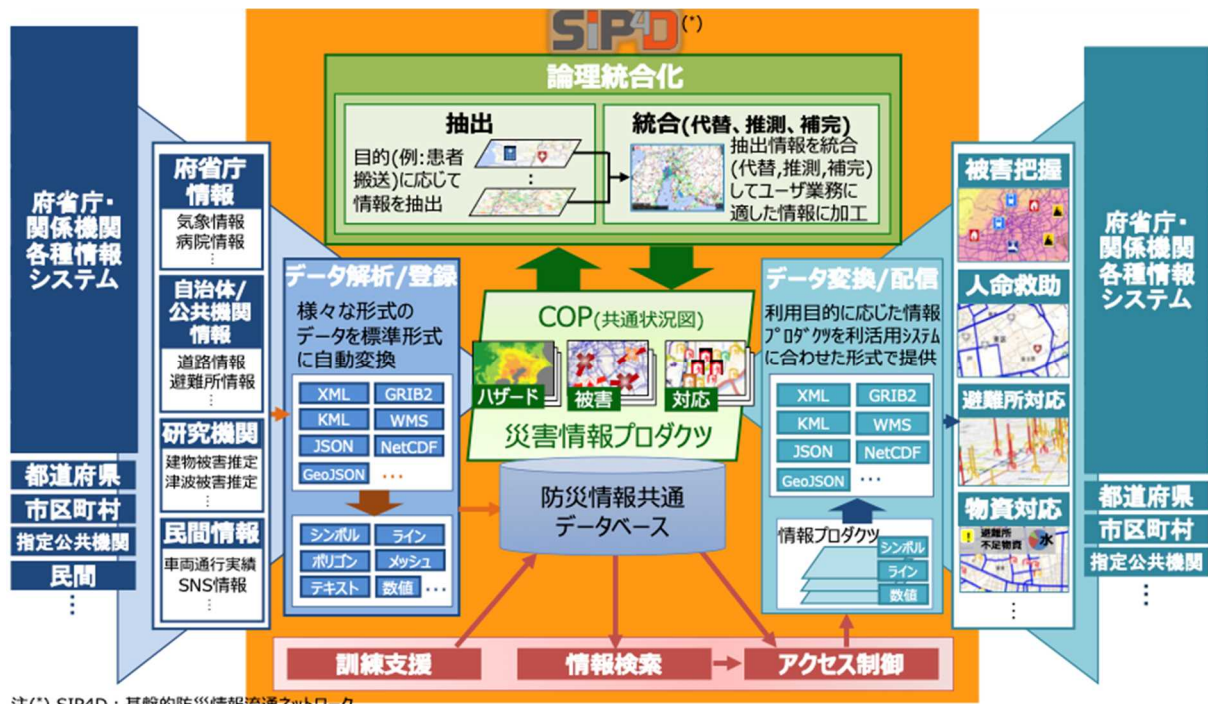 SIP4D(*)
論理統合化
抽出
目的(例:患者
搬送)に応じて
情報を抽出
統合(代替、推測、補完)
抽出情報を統合
(代替,推測,補完)
してユーザ業務に
適した情報に加工
府省庁・
関係機関
各種情報
システム
都道府県
市区町村
指定公共機関
民間
⋮
府省庁
情報
気象情報
病院情報
⋮
自治体/
公共機関
情報
道路情報
避難所情報
⋮
研究機関
建物被害推定
津波被害推定
⋮
民間情報
車両通行実績
SNS情報
⋮
データ解析/登録
様々な形式の
データを標準形式
に自動変換
XML GRIB2
KML WMS
JSON NetCDF
GeoJSON …
シンボル ライン
ポリゴン メッシュ
テキスト 数値 …
COP(共通状況図)
ハザード 被害 対応
災害情報プロダクツ
防災情報共通
データベース
データ変換/配信
利用目的に応じた情報
プロダクツを利活用システム
に合わせた形式で提供
XML GRIB2
KML WMS
JSON NetCDF
GeoJSON …
情報プロダクツ
シンボル
ライン
数値
訓練支援 情報検索 アクセス制御
被害把握
人命救助
避難所対応
物資対応
! 避難所
不足物資
水
⋮
府省庁・
関係機関
各種情報
システム
都道府県
市区町村
指定公共機関
⋮
注(*) SIP4D:基盤的防災情報流通ネットワーク